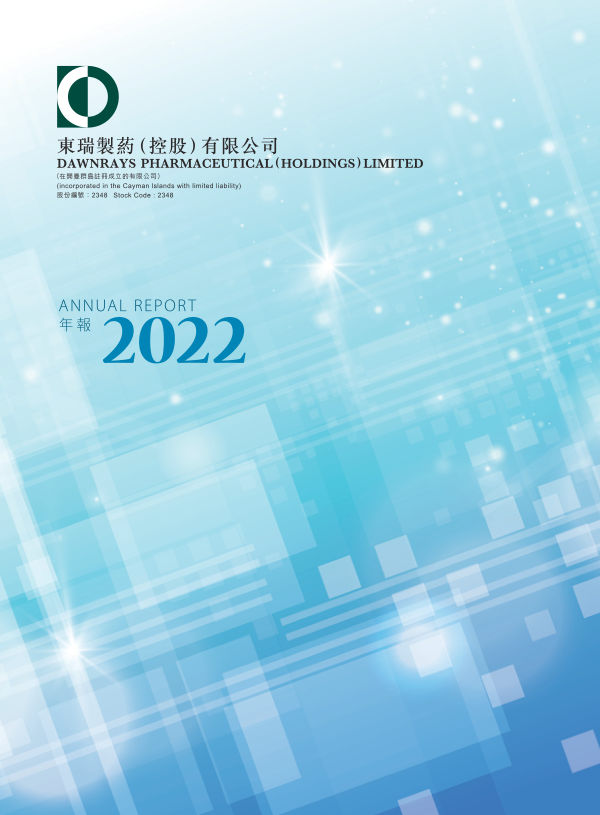 東瑞製葯(控股)有限公司
DAWNRAYS PHARMACEUTICAL (HOLDINGS) LIMITED
(在開曼群島註冊成立的有限公司)
(incorporated in the Cayman Islands with limited liability)
股份編號:2348 Stock Code : 2348
ANNUAL REPORT
年報 2022